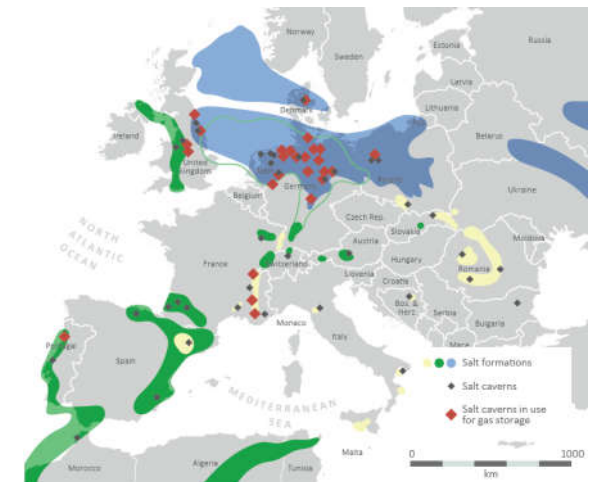 Norway
Sweden
Estonia
Russia
Latvia
Denmark
Lithuania
Ireland
United
Kingdom
Belarus
Germany
Poland
Belgium
Ukraine
Czech Rep.
Slovakia
NORTH
ATLANTIC
OCEAN
France
Switzerland
Austria
Hungary
Moldova
Slovenia
Romania
Croatia
Bos. &
Herz.
Serbia
Monaco
Italy
Bulgaria
Portugal
Spain
Mace
Salt formations
Salt caverns
Salt caverns in use
for gas storage
MEDITERRANEAN
SEA
Malta
Morocco
Algeria
Tunisia
0
1000
km